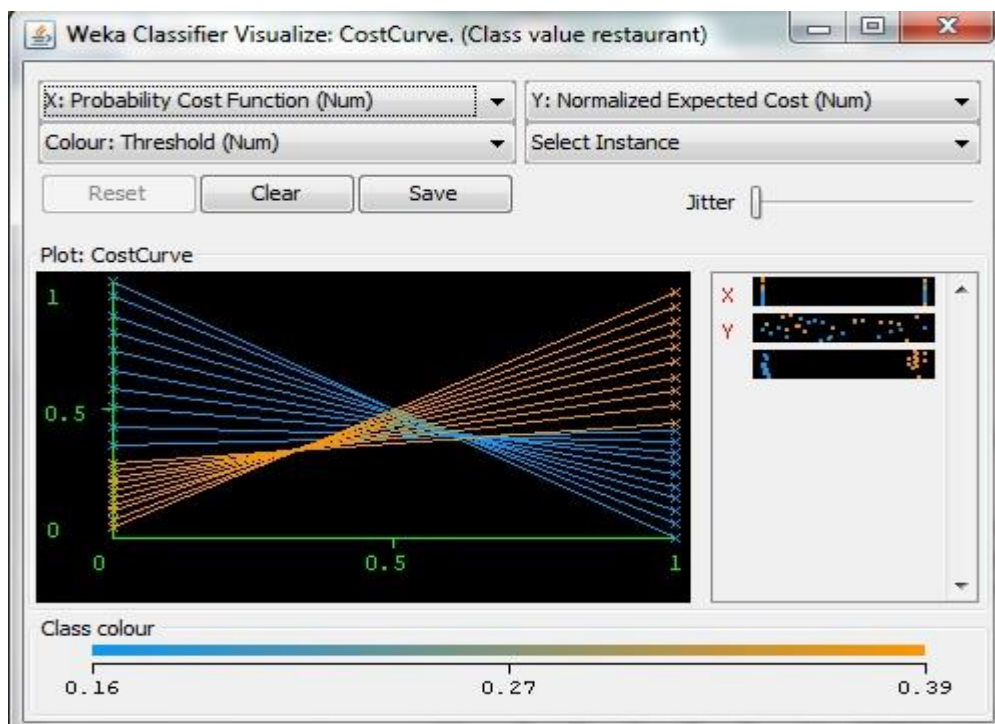 Weka Classifier Visualize: CostCurve. (Class value restaurant)
X: Probability Cost Function (Num)
Y: Normalized Expected Cost (Num)
Colour: Threshold (Num)
Select Instance
Reset
Clear
Save
Jitter
Plot: CostCurve
1
0.5
0
0
0.5
1
X
Y
Class colour
0.16
0.27
0.39